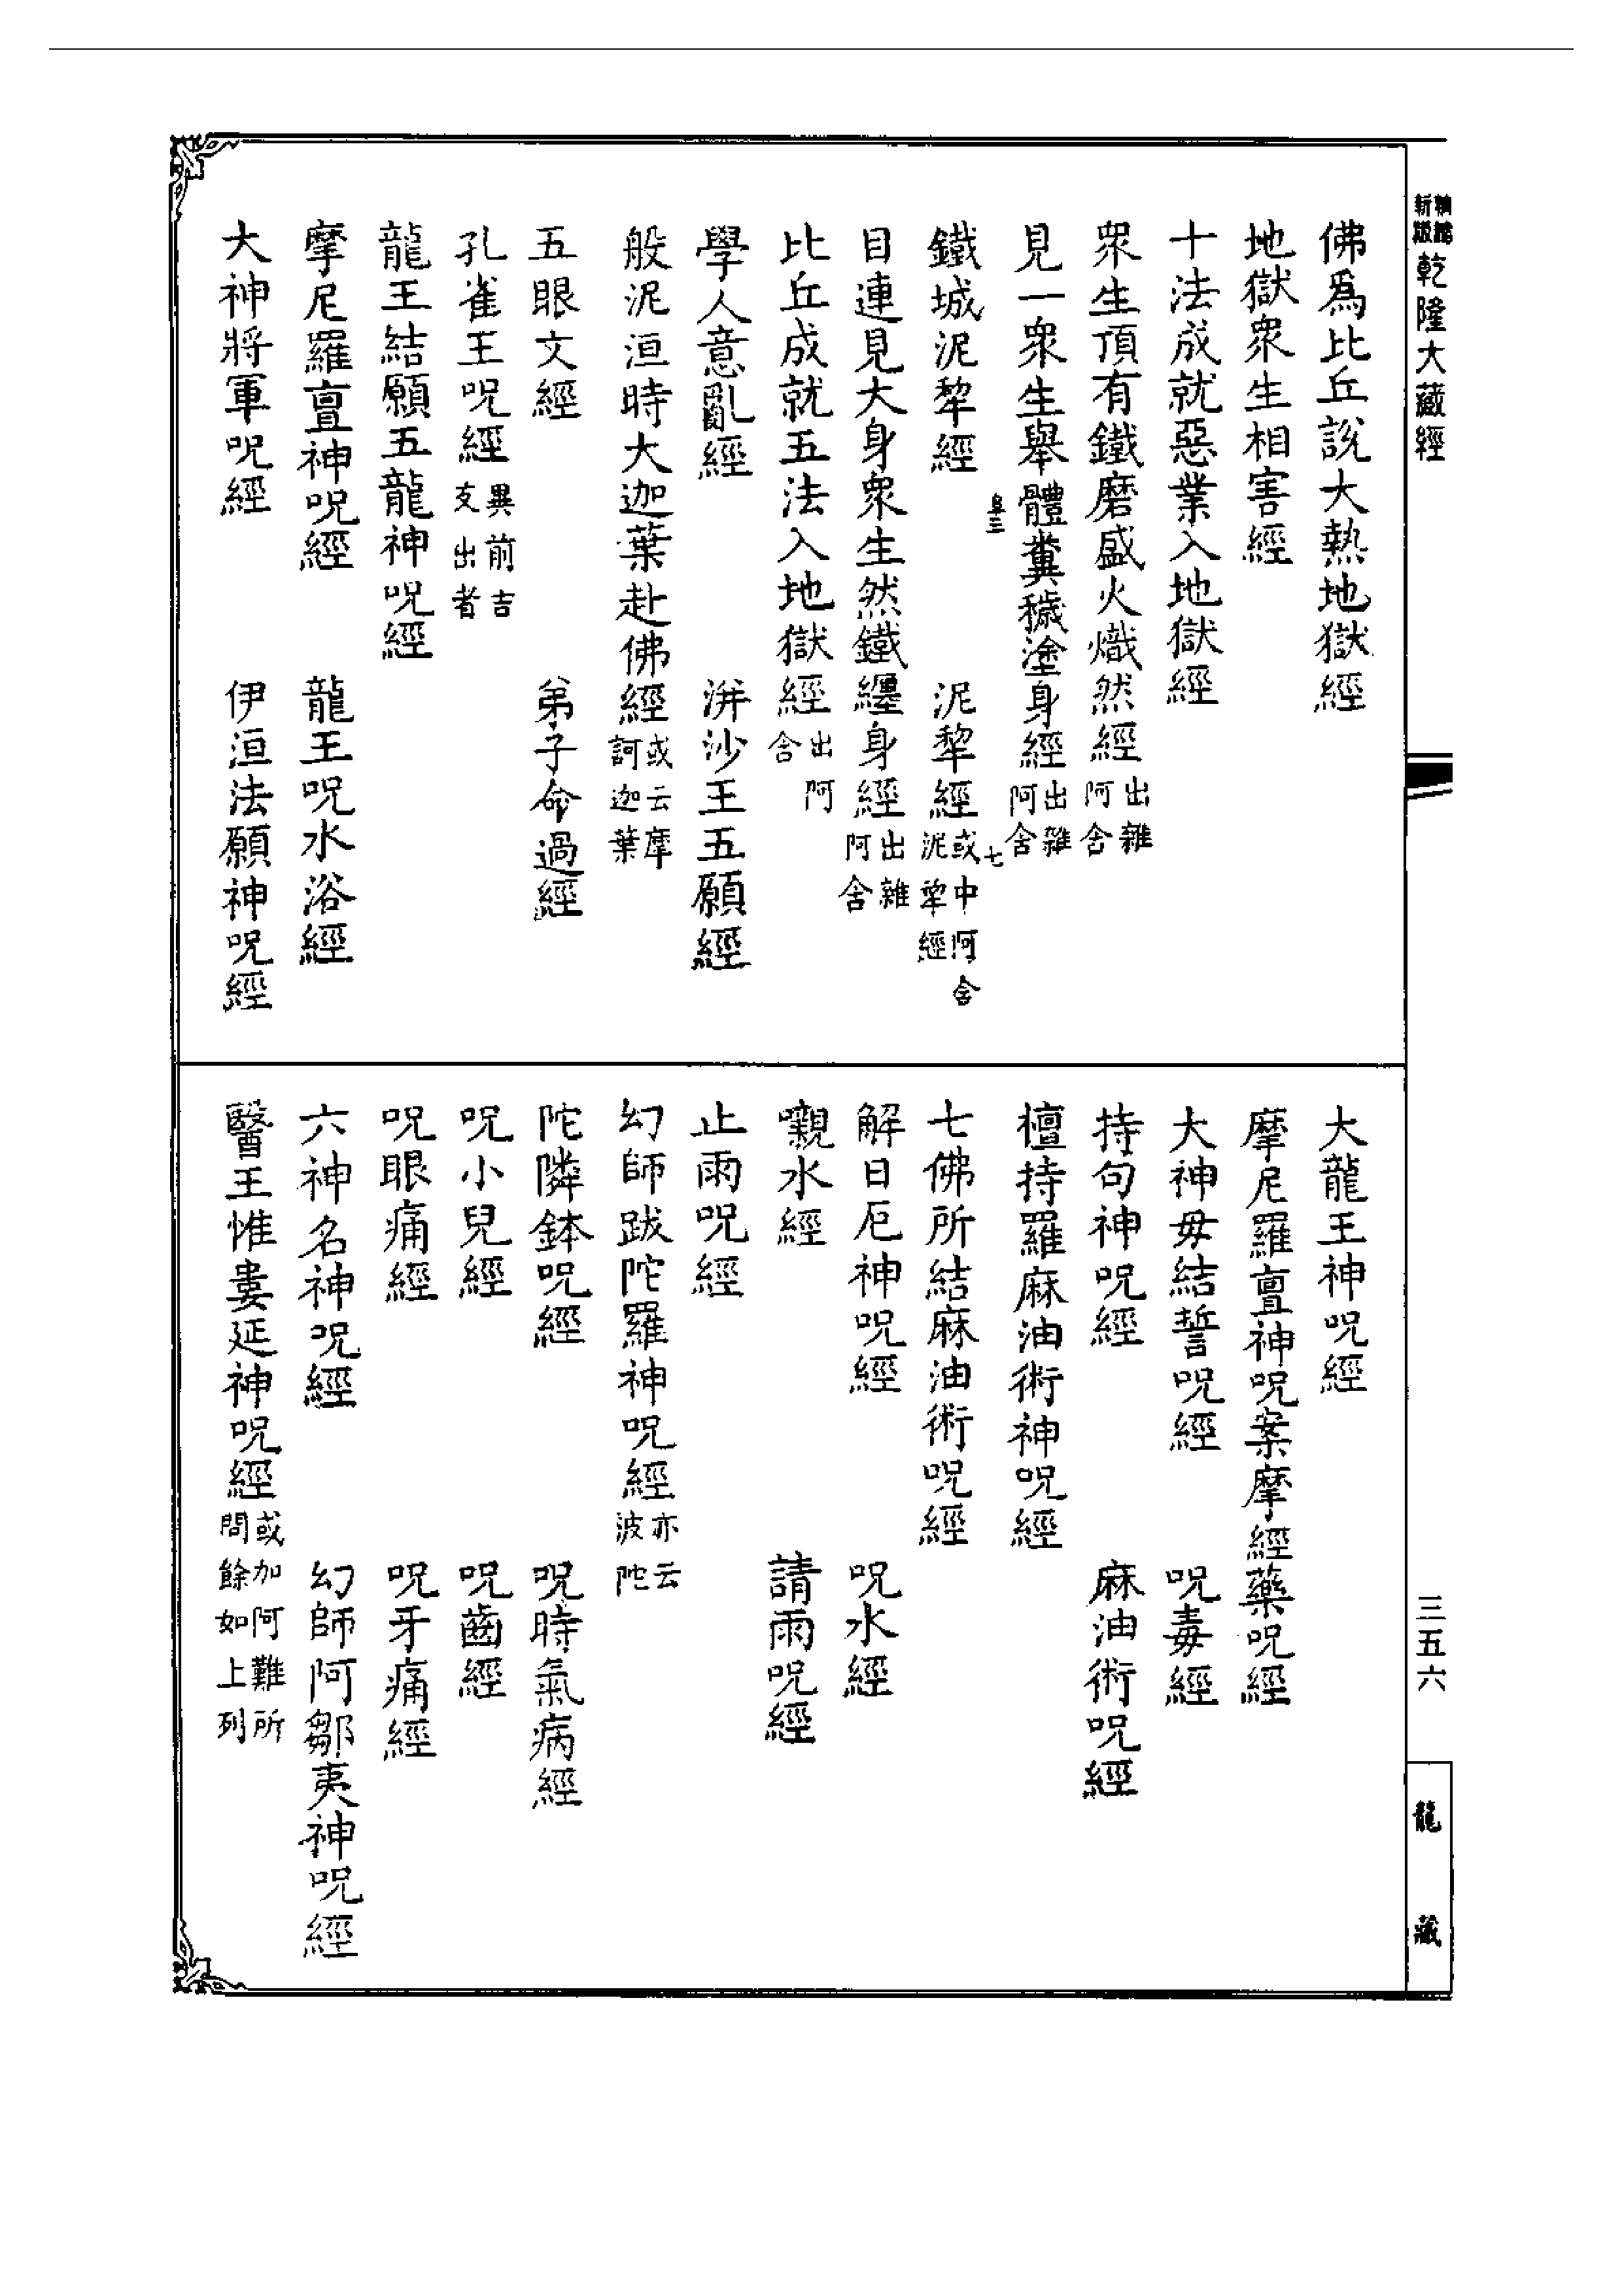 新版
乾隆大藏經
三五六
龍藏
佛爲比丘説大熱地獄經
地獄衆生相害經
十法成就惡業入地獄經
衆生頂有鐵磨盛火熾然經出雜阿含
見一衆生舉體糞穢塗身經出雜阿含
阜三
七
鐵城泥犂經 泥犂經或中阿含泥犂經
目連見大身衆生然鐵纏身經出雜阿含
比丘成就五法入地獄經出阿含
學人意亂經 洴沙王五願經
般泥洹時大迦葉赴佛經或云摩訶迦葉
五眼文經 弟子命過經
孔雀王呪經異前吉支出者
龍王結願五龍神呪經
摩尼羅亶神呪經 龍王呪水浴經
大神將軍呪經 伊洹法願神呪經
大龍王神呪經
摩尼羅亶神呪案摩經藥呪經
大神毋結誓呪經 呪毒經
持句神呪經 麻油術呪經
檀持羅麻油術神呪經
七佛所結麻油術呪經
解日厄神呪經 呪水經
嚫水經 請雨呪經
止雨呪經
幻師跋陀羅神呪經亦云波陀
陀隣鉢呪經 呪時氣病經
呪小兒經 呪齒經
呪眼痛經 呪牙痛經
六神名神呪經 幻師阿鄒夷神呪經
醫王惟婁延神呪經或加阿難所問餘如上列